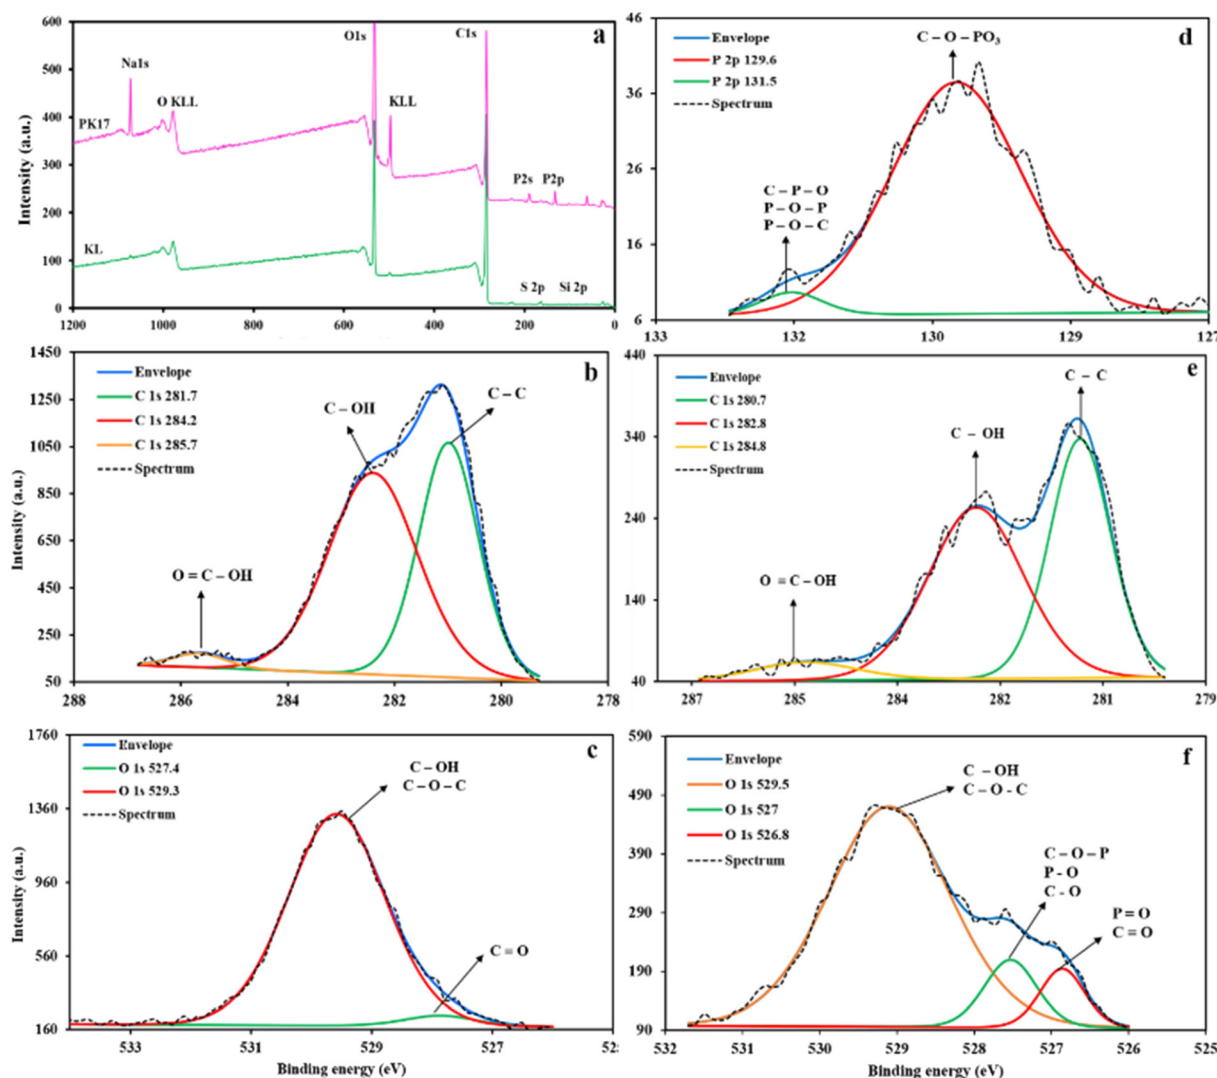 a
600
500
400
300
200
100
0
Intensity (a.u.)
O1s
C1s
Na1s
O KLL
KLL
PK17
P2s P2p
KL
S 2p Si 2p
1200 1000 800 600 400 200 0
d
46
36
26
16
6
Envelope
P 2p 129.6
P 2p 131.5
Spectrum
C – O – PO₃
C – P – O
P – O – P
P – O – C
133 132 130 129 127
b
1450
1250
1050
850
650
450
250
50
Intensity (a.u.)
Envelope
C 1s 281.7
C 1s 284.2
C 1s 285.7
Spectrum
C – C
C – OH
O = C – OH
288 286 284 282 280 278
e
440
340
240
140
40
Envelope
C 1s 280.7
C 1s 282.8
C 1s 284.8
Spectrum
C – C
C – OH
O = C – OH
287 285 284 282 281 279
c
1760
1360
960
560
160
Intensity (a.u.)
Envelope
O 1s 527.4
O 1s 529.3
Spectrum
C – OH
C – O – C
C = O
533 531 529 527
Binding energy (eV)
f
590
490
390
290
190
90
Envelope
O 1s 529.5
O 1s 527
O 1s 526.8
Spectrum
C – OH
C – O - C
C – O – P
P - O
C - O
P = O
C = O
532 531 530 529 528 527 526 525
Binding energy (eV)